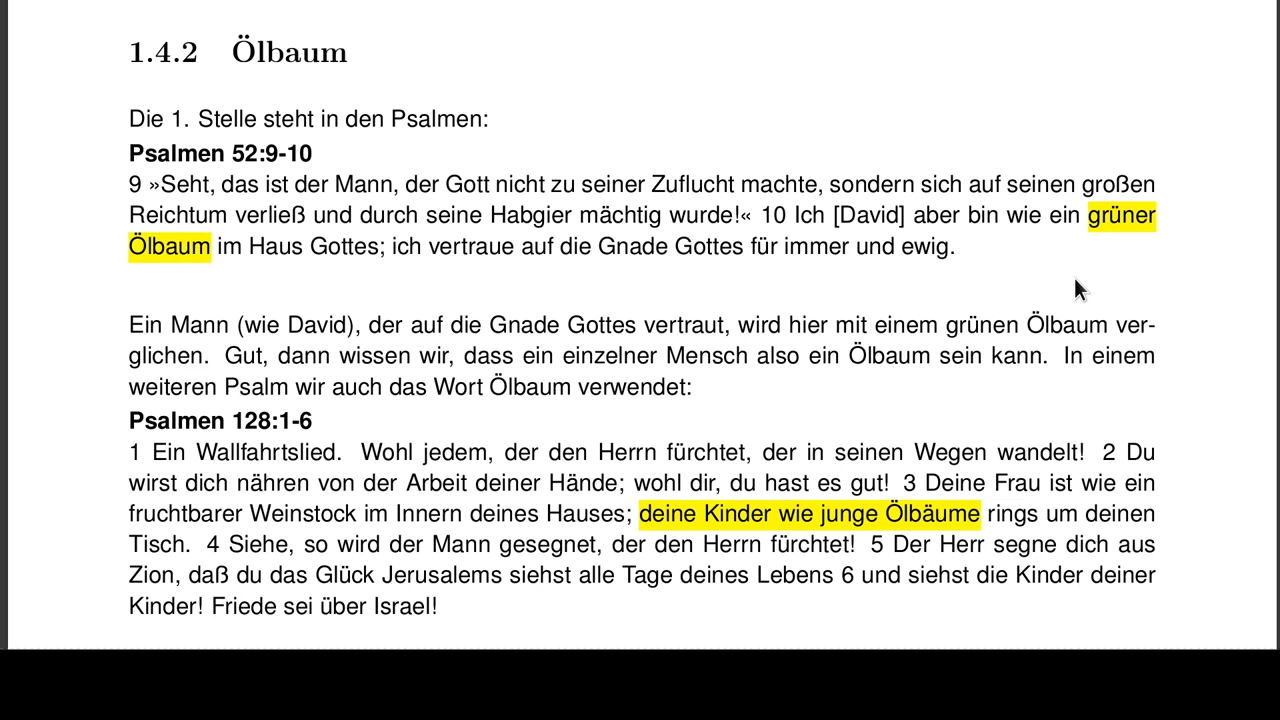 1.4.2 Ölbaum
Die 1. Stelle steht in den Psalmen:
Psalmen 52:9-10
9 »Seht, das ist der Mann, der Gott nicht zu seiner Zuflucht machte, sondern sich auf seinen großen
Reichtum verließ und durch seine Habgier mächtig wurde!« 10 Ich [David] aber bin wie ein grüner
Ölbaum im Haus Gottes; ich vertraue auf die Gnade Gottes für immer und ewig.
Ein Mann (wie David), der auf die Gnade Gottes vertraut, wird hier mit einem grünen Ölbaum ver-
glichen. Gut, dann wissen wir, dass ein einzelner Mensch also ein Ölbaum sein kann. In einem
weiteren Psalm wir auch das Wort Ölbaum verwendet:
Psalmen 128:1-6
1 Ein Wallfahrtslied. Wohl jedem, der den Herrn fürchtet, der in seinen Wegen wandelt! 2 Du
wirst dich nähren von der Arbeit deiner Hände; wohl dir, du hast es gut! 3 Deine Frau ist wie ein
fruchtbarer Weinstock im Innern deines Hauses; deine Kinder wie junge Ölbäume rings um deinen
Tisch. 4 Siehe, so wird der Mann gesegnet, der den Herrn fürchtet! 5 Der Herr segne dich aus
Zion, daß du das Glück Jerusalems siehst alle Tage deines Lebens 6 und siehst die Kinder deiner
Kinder! Friede sei über Israel!